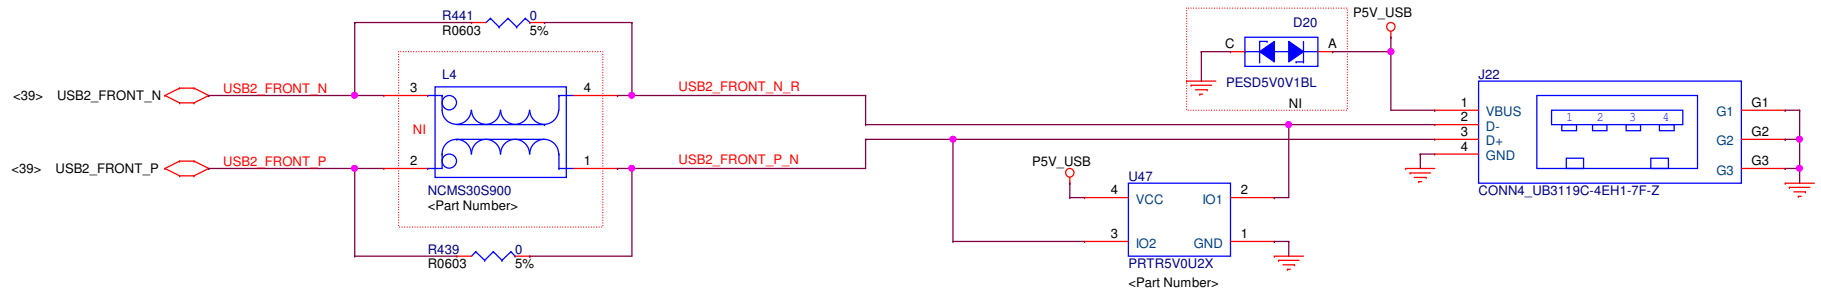 R441 0
R0603 5%
D20
P5V_USB
C A
PESD5V0V1BL
NI
L4
<39> USB2_FRONT_N
USB2_FRONT_N
3 4
USB2_FRONT_N_R
NI
<39> USB2_FRONT_P
USB2_FRONT_P
2 1
USB2_FRONT_P_N
NCMS30S900
<Part Number>
R439 0
R0603 5%
J22
1 VBUS
2 D-
3 D+
4 GND
1 2 3 4
G1 G1
G2 G2
G3 G3
CONN4_UB3119C-4EH1-7F-Z
P5V_USB
U47
4 VCC IO1 2
3 IO2 GND 1
PRTR5V0U2X
<Part Number>